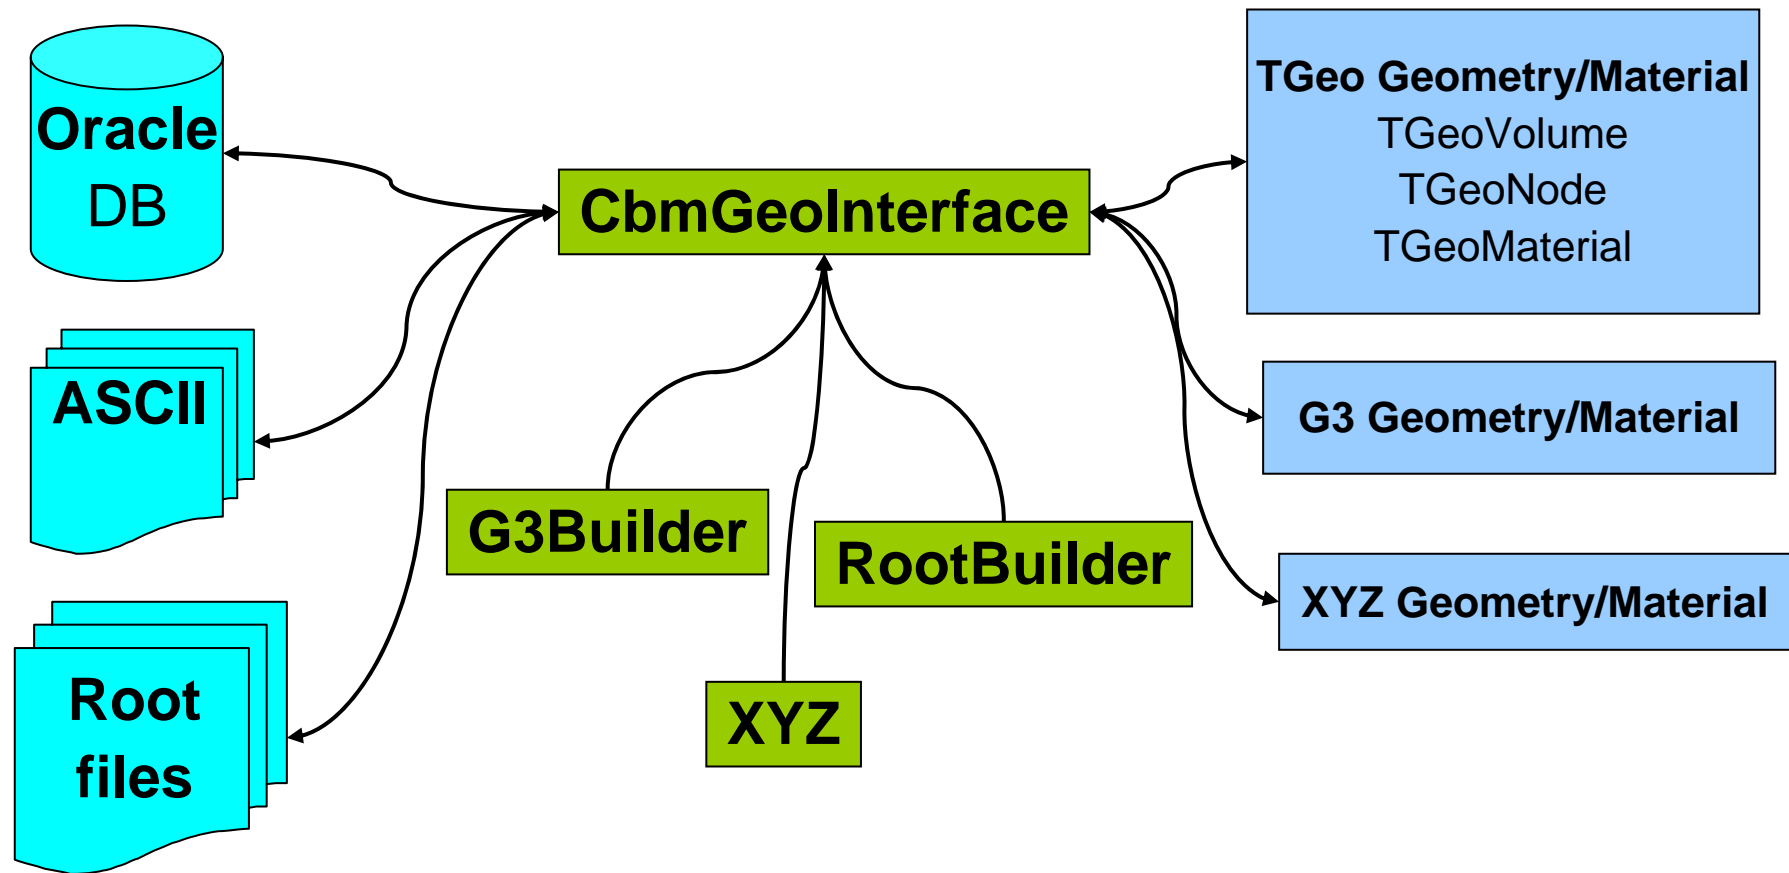 Oracle
DB
ASCII
Root
files
CbmGeoInterface
G3Builder
RootBuilder
XYZ
TGeo Geometry/Material
TGeoVolume
TGeoNode
TGeoMaterial
G3 Geometry/Material
XYZ Geometry/Material